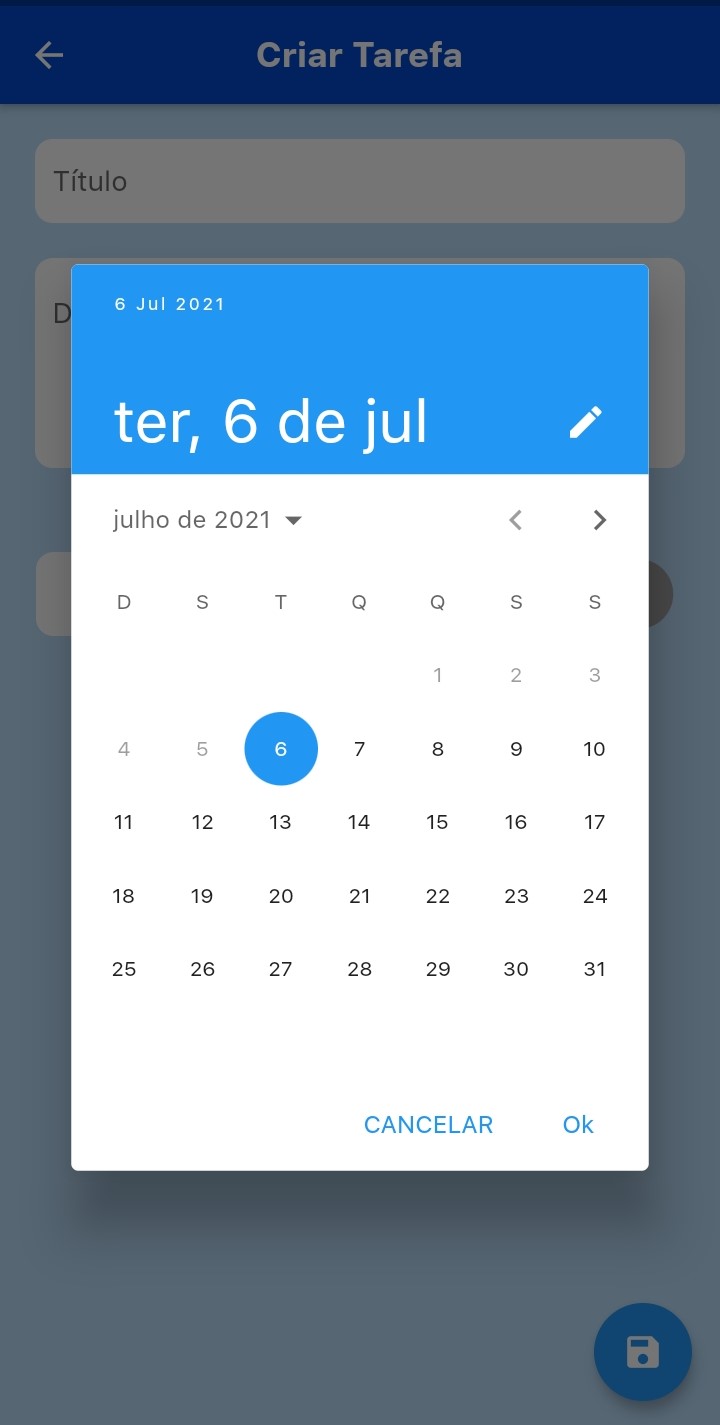 Criar Tarefa
Título
D
6 Jul 2021
ter, 6 de jul
julho de 2021
D S T Q Q S S
1 2 3
4 5 6 7 8 9 10
11 12 13 14 15 16 17
18 19 20 21 22 23 24
25 26 27 28 29 30 31
CANCELAR Ok